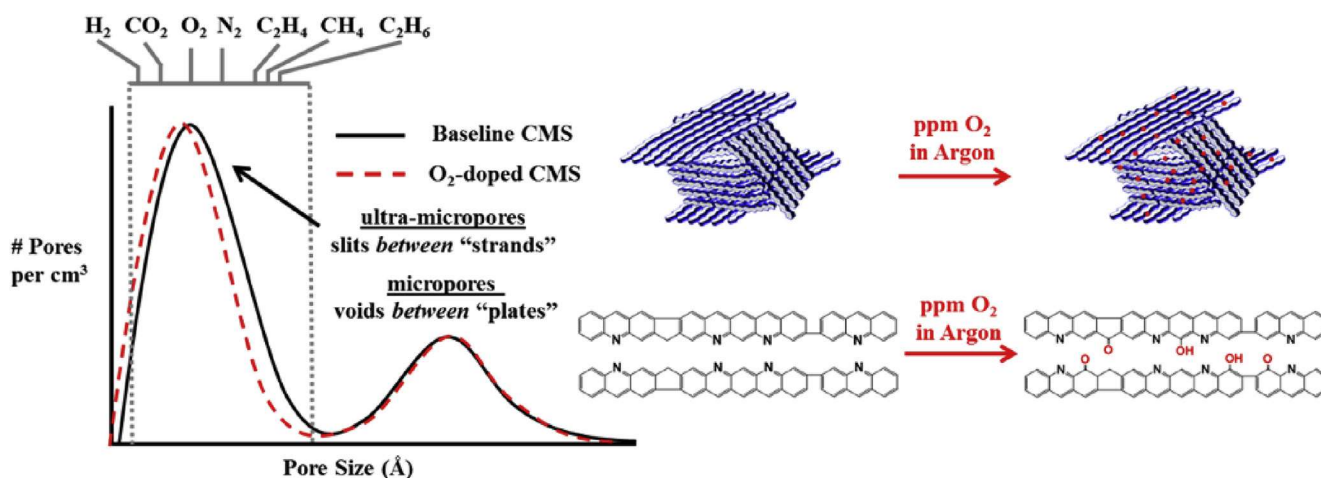 H₂ CO₂ O₂ N₂ C₂H₄ CH₄ C₂H₆
Baseline CMS
O₂-doped CMS
ultra-micropores
slits between “strands”
micropores
voids between “plates”
# Pores
per cm³
Pore Size (Å)
ppm O₂
in Argon
ppm O₂
in Argon
N N N N
N N N N
N N N N
O OH
O OH O
N N N N